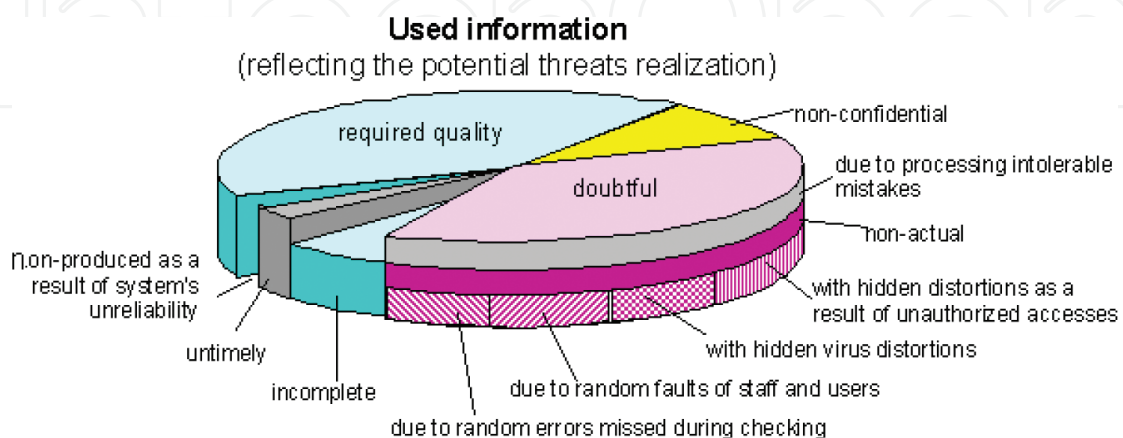 Used information
(reflecting the potential threats realization)
required quality
non-confidential
doubtful
due to processing intolerable
mistakes
non-actual
non-produced as a
result of system's
unreliability
with hidden distortions as a
result of unauthorized accesses
untimely
with hidden virus distortions
incomplete
due to random faults of staff and users
due to random errors missed during checking